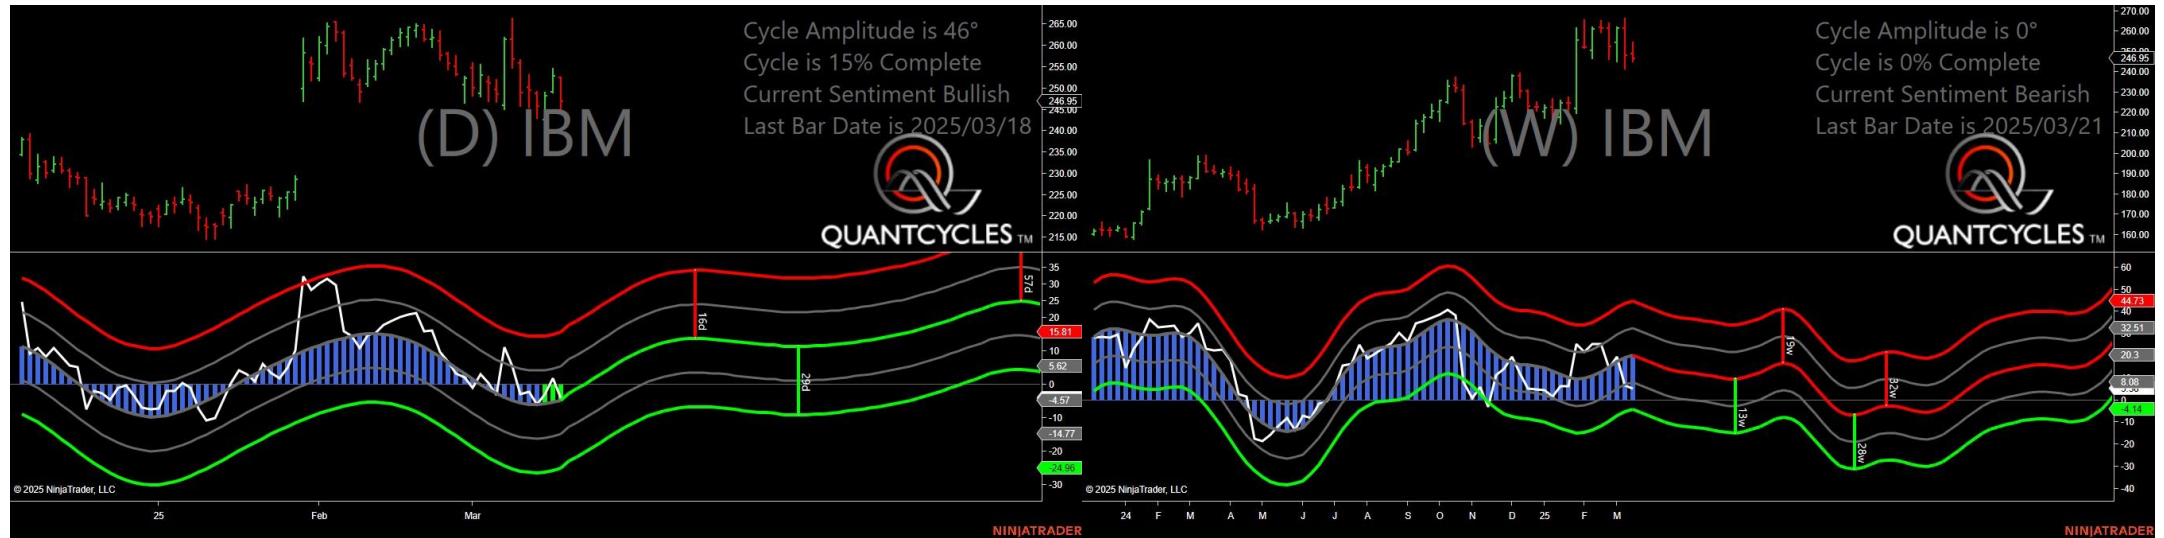 Cycle Amplitude is 46°
Cycle is 15% Complete
Current Sentiment Bullish
Last Bar Date is 2025/03/18
(D) IBM
QUANTCYCLES TM
265.00
260.00
255.00
250.00
246.95
245.00
240.00
235.00
230.00
225.00
220.00
215.00
35
30
25
20
15.81
10
5.62
0
-4.57
-10
-14.77
-24.96
-30
16d
29d
57d
© 2025 NinjaTrader, LLC
25
Feb
Mar
NINJATRADER
Cycle Amplitude is 0°
Cycle is 0% Complete
Current Sentiment Bearish
Last Bar Date is 2025/03/21
(W) IBM
QUANTCYCLES TM
270.00
260.00
246.95
240.00
230.00
220.00
210.00
200.00
190.00
180.00
170.00
160.00
60
50
44.73
40
32.51
20.3
8.08
0
-4.14
-10
-20
-30
-40
19w
13w
32w
28w
© 2025 NinjaTrader, LLC
24
F
M
A
M
J
J
A
S
O
N
D
25
F
M
NINJATRADER